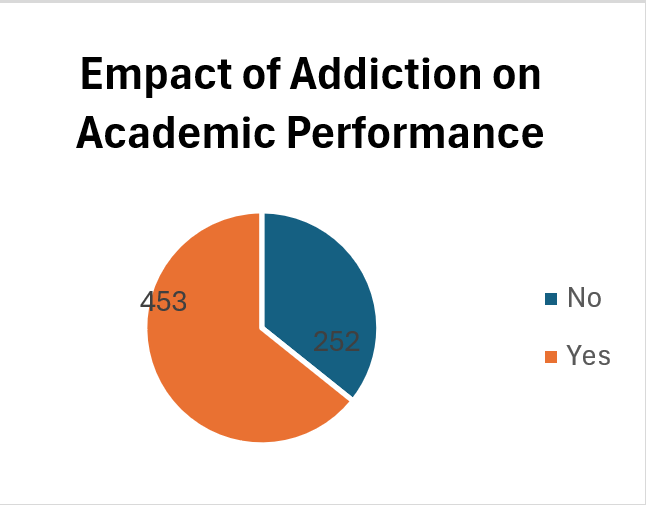 Empact of Addiction on
Academic Performance
453
252
No
Yes